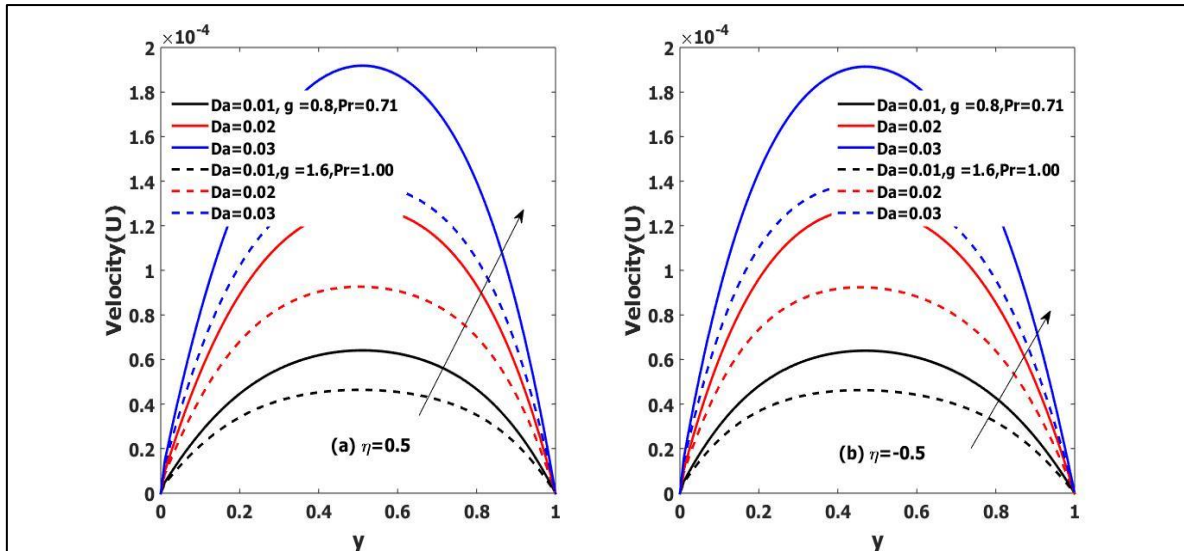 ×10⁻⁴
2
1.8
1.6
1.4
1.2
1
0.8
0.6
0.4
0.2
0
Velocity(U)
Da=0.01, g =0.8,Pr=0.71
Da=0.02
Da=0.03
Da=0.01,g =1.6,Pr=1.00
Da=0.02
Da=0.03
(a) η=0.5
0 0.2 0.4 0.6 0.8 1
y
×10⁻⁴
2
1.8
1.6
1.4
1.2
1
0.8
0.6
0.4
0.2
0
Velocity(U)
Da=0.01, g =0.8,Pr=0.71
Da=0.02
Da=0.03
Da=0.01,g =1.6,Pr=1.00
Da=0.02
Da=0.03
(b) η=-0.5
0 0.2 0.4 0.6 0.8 1
y